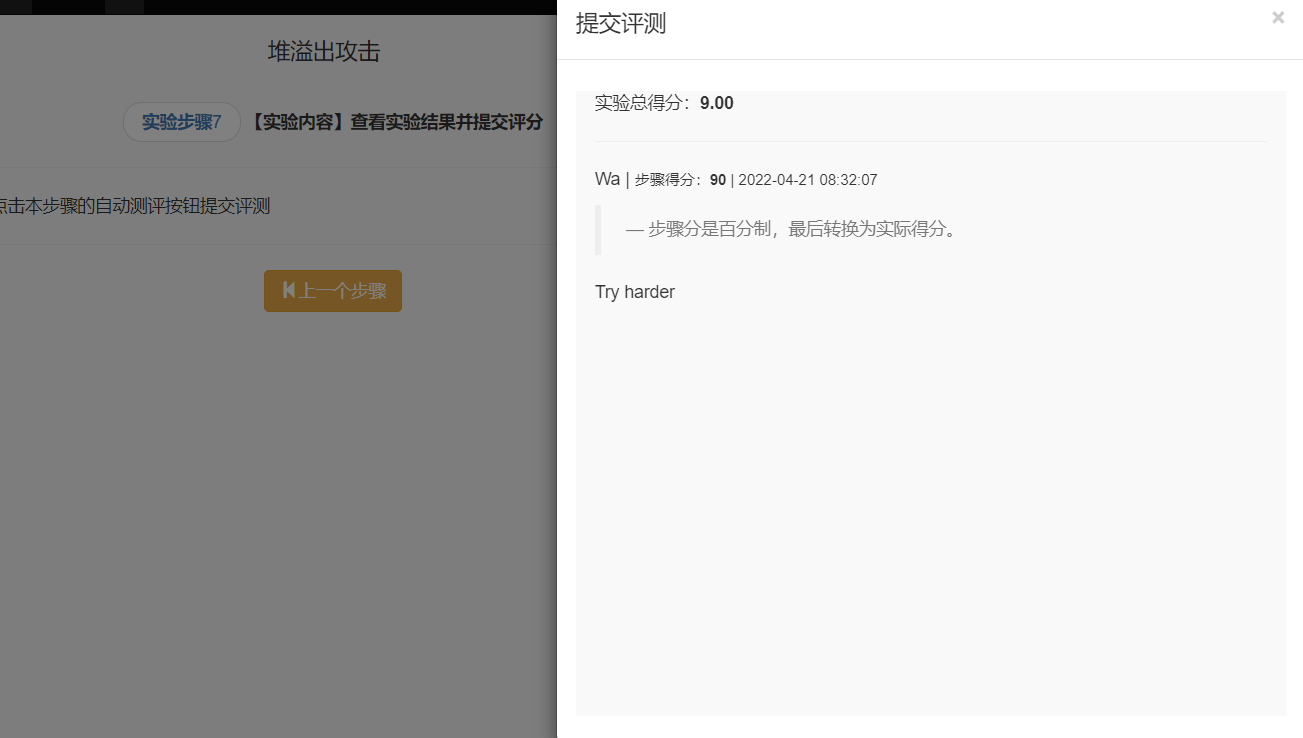 堆溢出攻击
实验步骤7 【实验内容】查看实验结果并提交评分
点击本步骤的自动测评按钮提交评测
上一个步骤
提交评测
×
实验总得分：9.00
Wa | 步骤得分：90 | 2022-04-21 08:32:07
— 步骤分是百分制，最后转换为实际得分。
Try harder